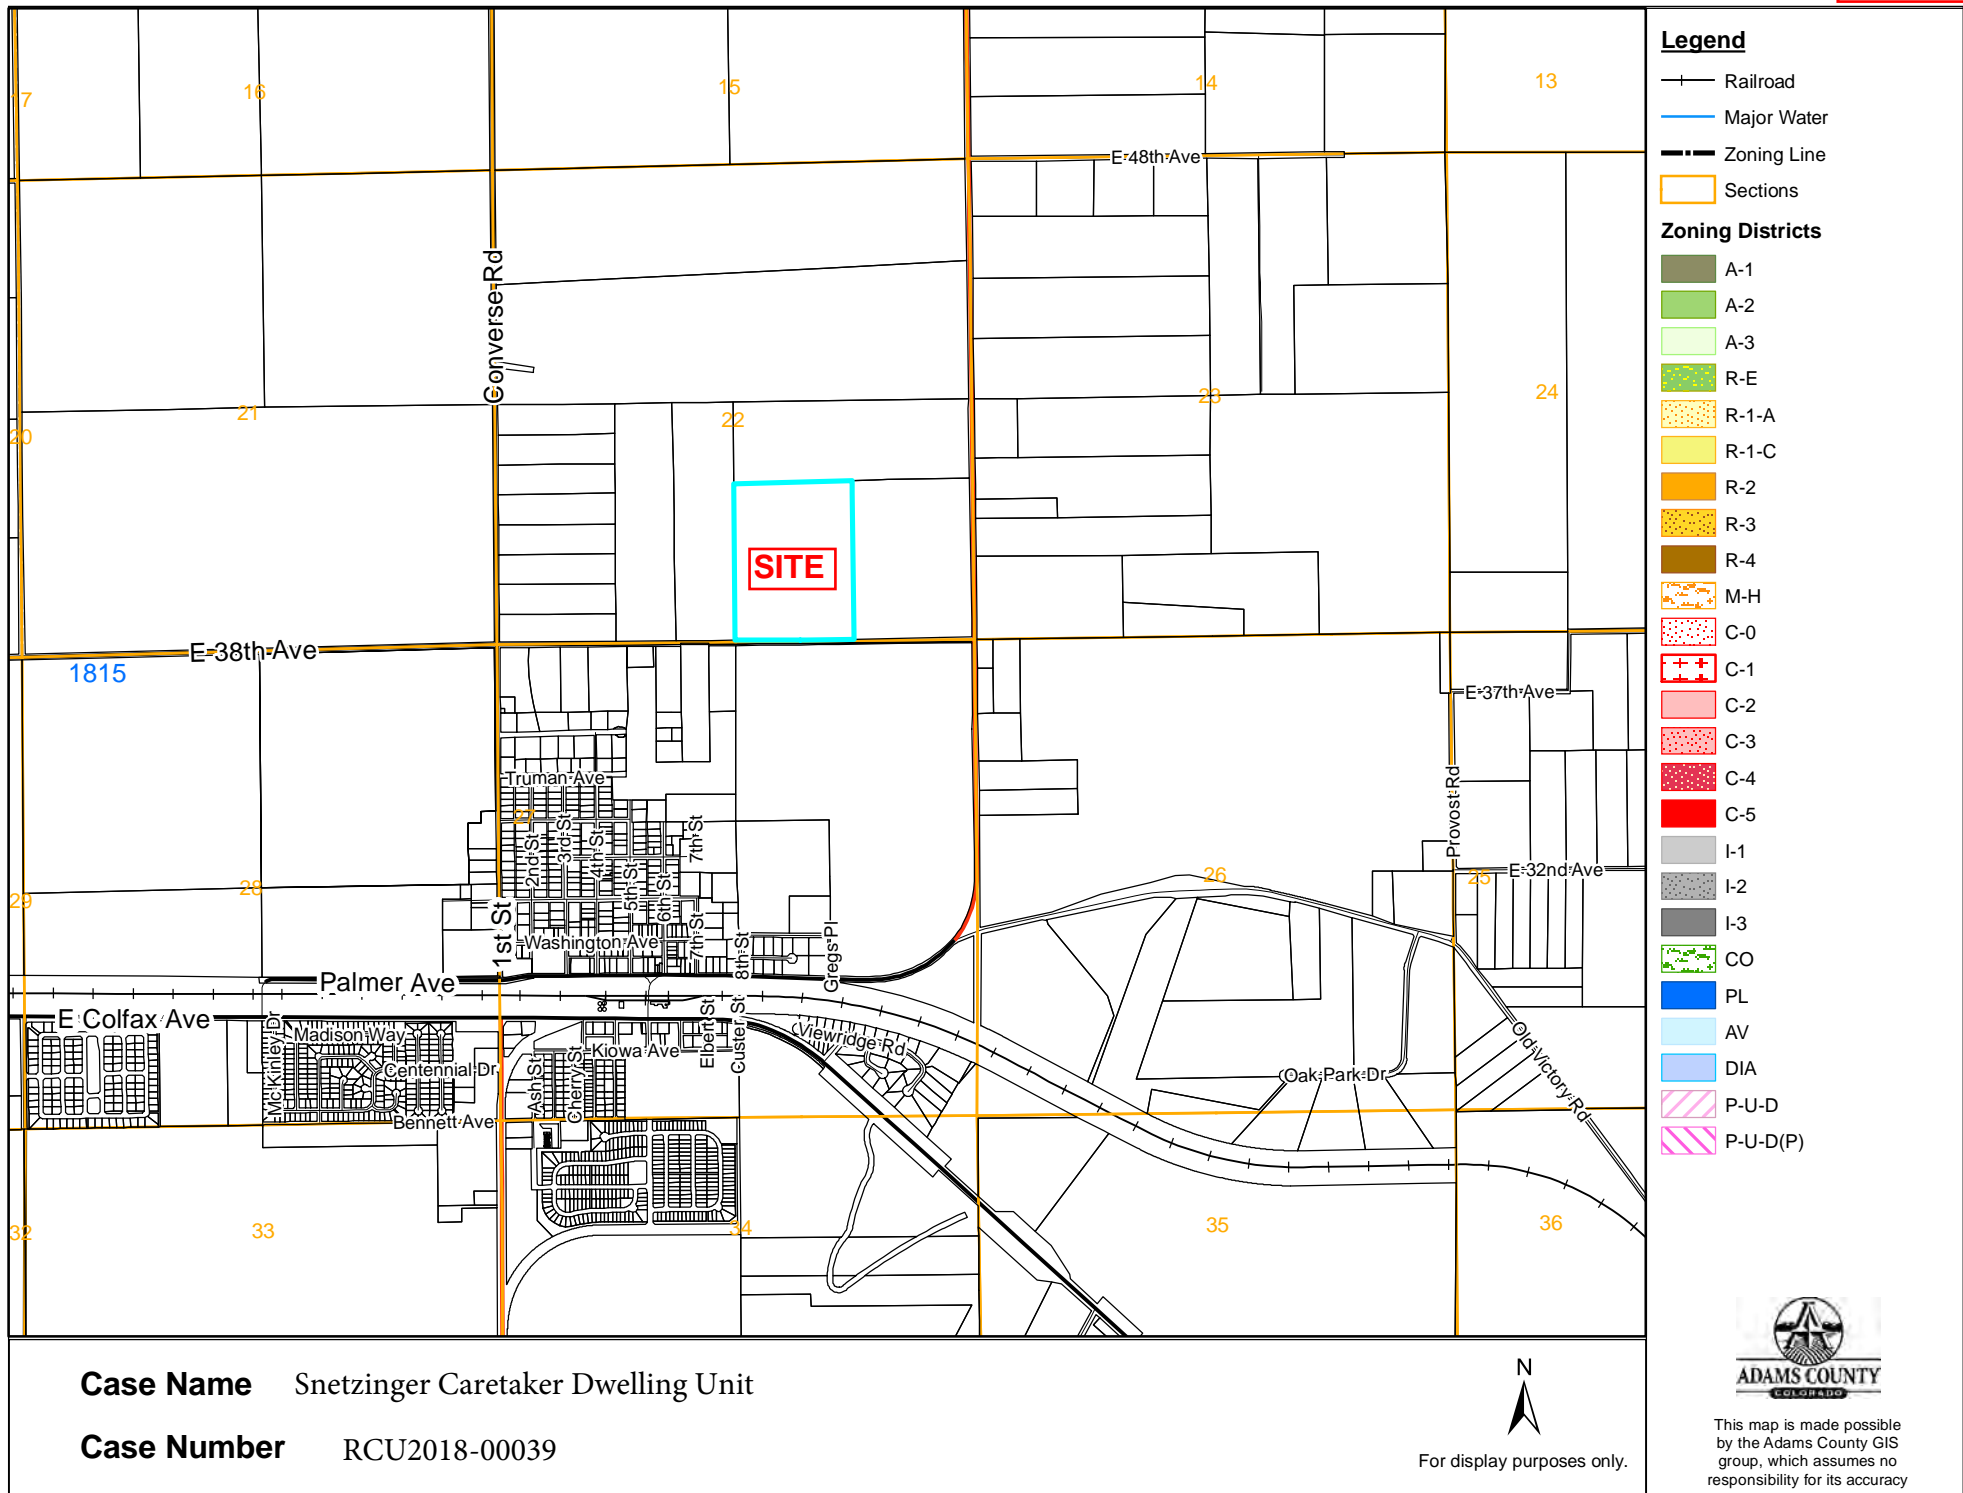 17
16
15
14
13
E 48th Ave
Converse Rd
20
21
22
23
24
SITE
E 38th Ave
1815
E 37th Ave
Truman Ave
27
2nd St
3rd St
4th St
5th St
6th St
7th St
Provost Rd
29
28
26
25
E 32nd Ave
1st St
Washington Ave
7th St
8th St
Gregs Pl
Palmer Ave
E Colfax Ave
Mc Kinley Dr
Madison Way
Centennial Dr
Bennett Ave
Ash St
Cherry St
Kiowa Ave
Elbert St
Custer St
Viewridge Rd
Oak Park Dr
Old Victory Rd
32
33
34
35
36
Legend
Railroad
Major Water
Zoning Line
Sections
Zoning Districts
A-1
A-2
A-3
R-E
R-1-A
R-1-C
R-2
R-3
R-4
M-H
C-0
C-1
C-2
C-3
C-4
C-5
I-1
I-2
I-3
CO
PL
AV
DIA
P-U-D
P-U-D(P)
Case Name Snetzinger Caretaker Dwelling Unit
Case Number RCU2018-00039
N
For display purposes only.
ADAMS COUNTY
COLORADO
This map is made possible
by the Adams County GIS
group, which assumes no
responsibility for its accuracy